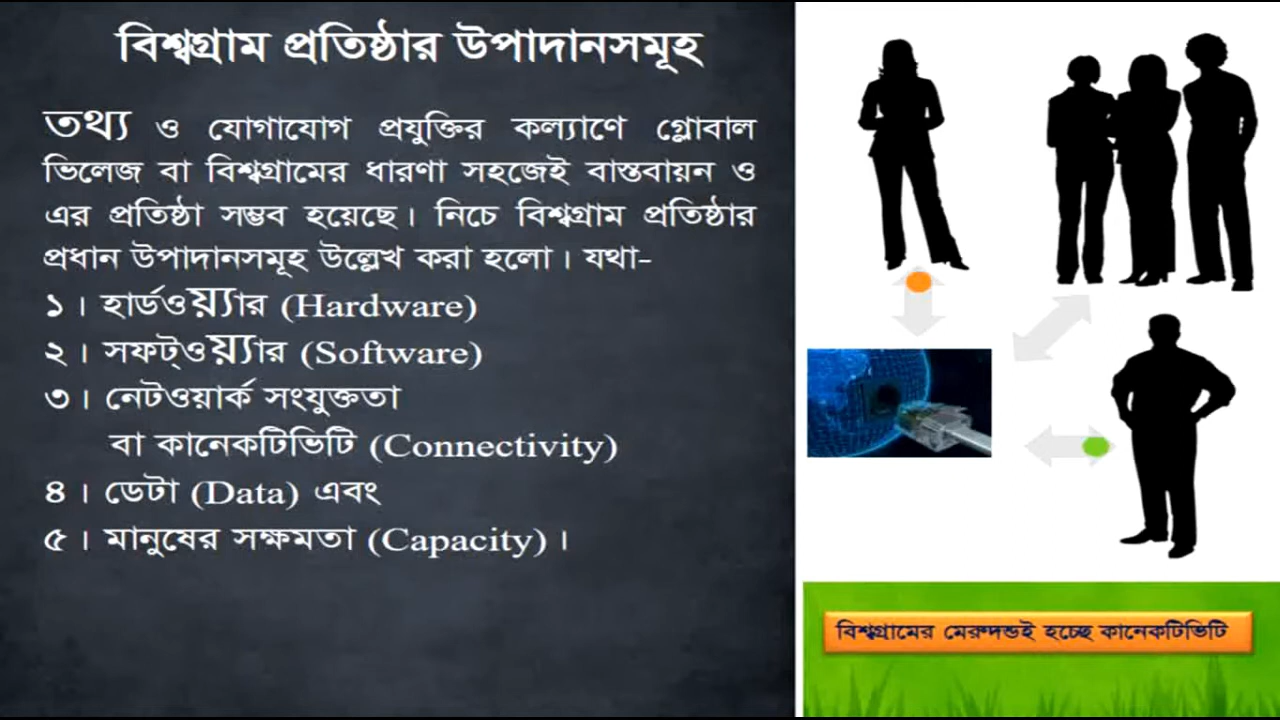 বিশ্বগ্রাম প্রতিষ্ঠার উপাদানসমূহ
তথ্য ও যোগাযোগ প্রযুক্তির কল্যাণে গ্লোবাল
ভিলেজ বা বিশ্বগ্রামের ধারণা সহজেই বাস্তবায়ন ও
এর প্রতিষ্ঠা সম্ভব হয়েছে। নিচে বিশ্বগ্রাম প্রতিষ্ঠার
প্রধান উপাদানসমূহ উল্লেখ করা হলো। যথা-
১। হার্ডওয়্যার (Hardware)
২। সফট্ওয়্যার (Software)
৩। নেটওয়ার্ক সংযুক্ততা
বা কানেকটিভিটি (Connectivity)
৪। ডেটা (Data) এবং
৫। মানুষের সক্ষমতা (Capacity)।
বিশ্বগ্রামের মেরুদন্ডই হচ্ছে কানেকটিভিটি